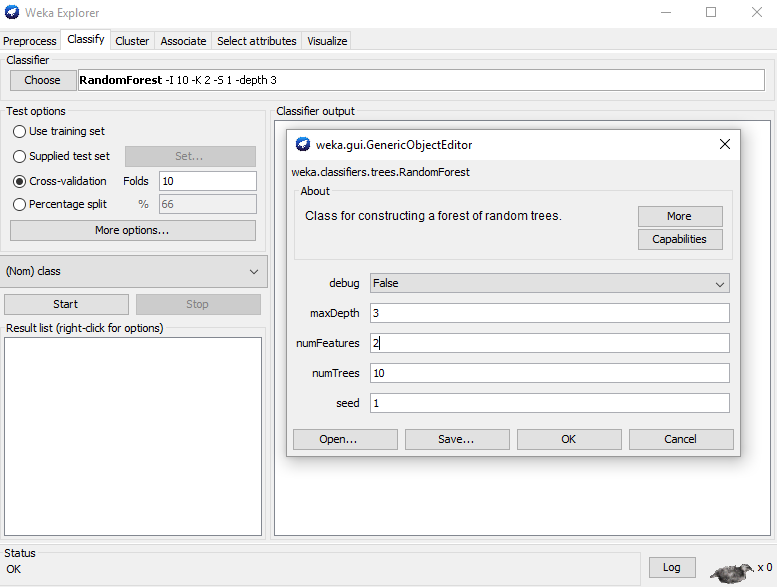 Weka Explorer
Preprocess Classify Cluster Associate Select attributes Visualize
Classifier
Choose RandomForest -I 10 -K 2 -S 1 -depth 3
Test options
Use training set
Supplied test set Set...
Cross-validation Folds 10
Percentage split % 66
More options...
(Nom) class
Start Stop
Result list (right-click for options)
Classifier output
weka.gui.GenericObjectEditor
weka.classifiers.trees.RandomForest
About
Class for constructing a forest of random trees.
More
Capabilities
debug False
maxDepth 3
numFeatures 2
numTrees 10
seed 1
Open... Save... OK Cancel
Status
OK
Log x 0